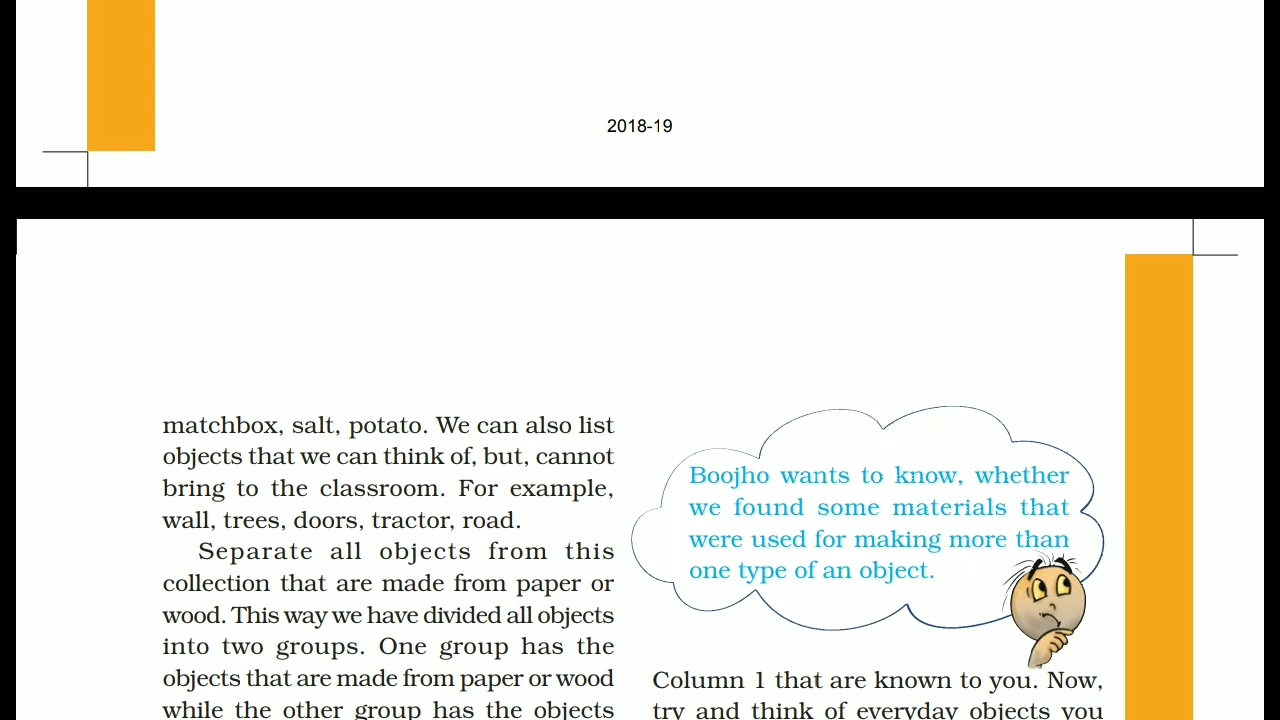 2018-19
matchbox, salt, potato. We can also list
objects that we can think of, but, cannot
bring to the classroom. For example,
wall, trees, doors, tractor, road.
Separate all objects from this
collection that are made from paper or
wood. This way we have divided all objects
into two groups. One group has the
objects that are made from paper or wood
while the other group has the objects
Boojho wants to know, whether
we found some materials that
were used for making more than
one type of an object.
Column 1 that are known to you. Now,
try and think of everyday objects you